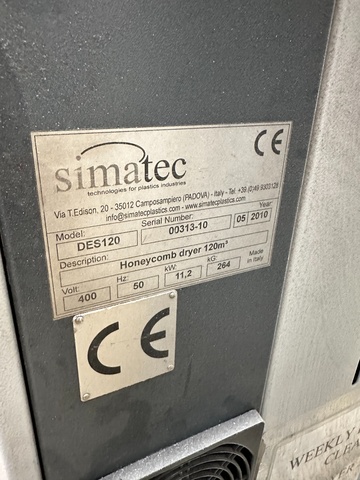 simatec
technologies for plastics industries
CE
Via T.Edison, 20 - 35012 Camposampiero (PADOVA) - Italy - Tel. +39 (0)49 9303128
info@simatecplastics.com - www.simatecplastics.com
Model: Serial Number: Year:
DES120 00313-10 05 2010
Description: Honeycomb dryer 120m³
Volt: Hz: kW: kG: Made in Italy
400 50 11,2 264
CE
WEEKLY